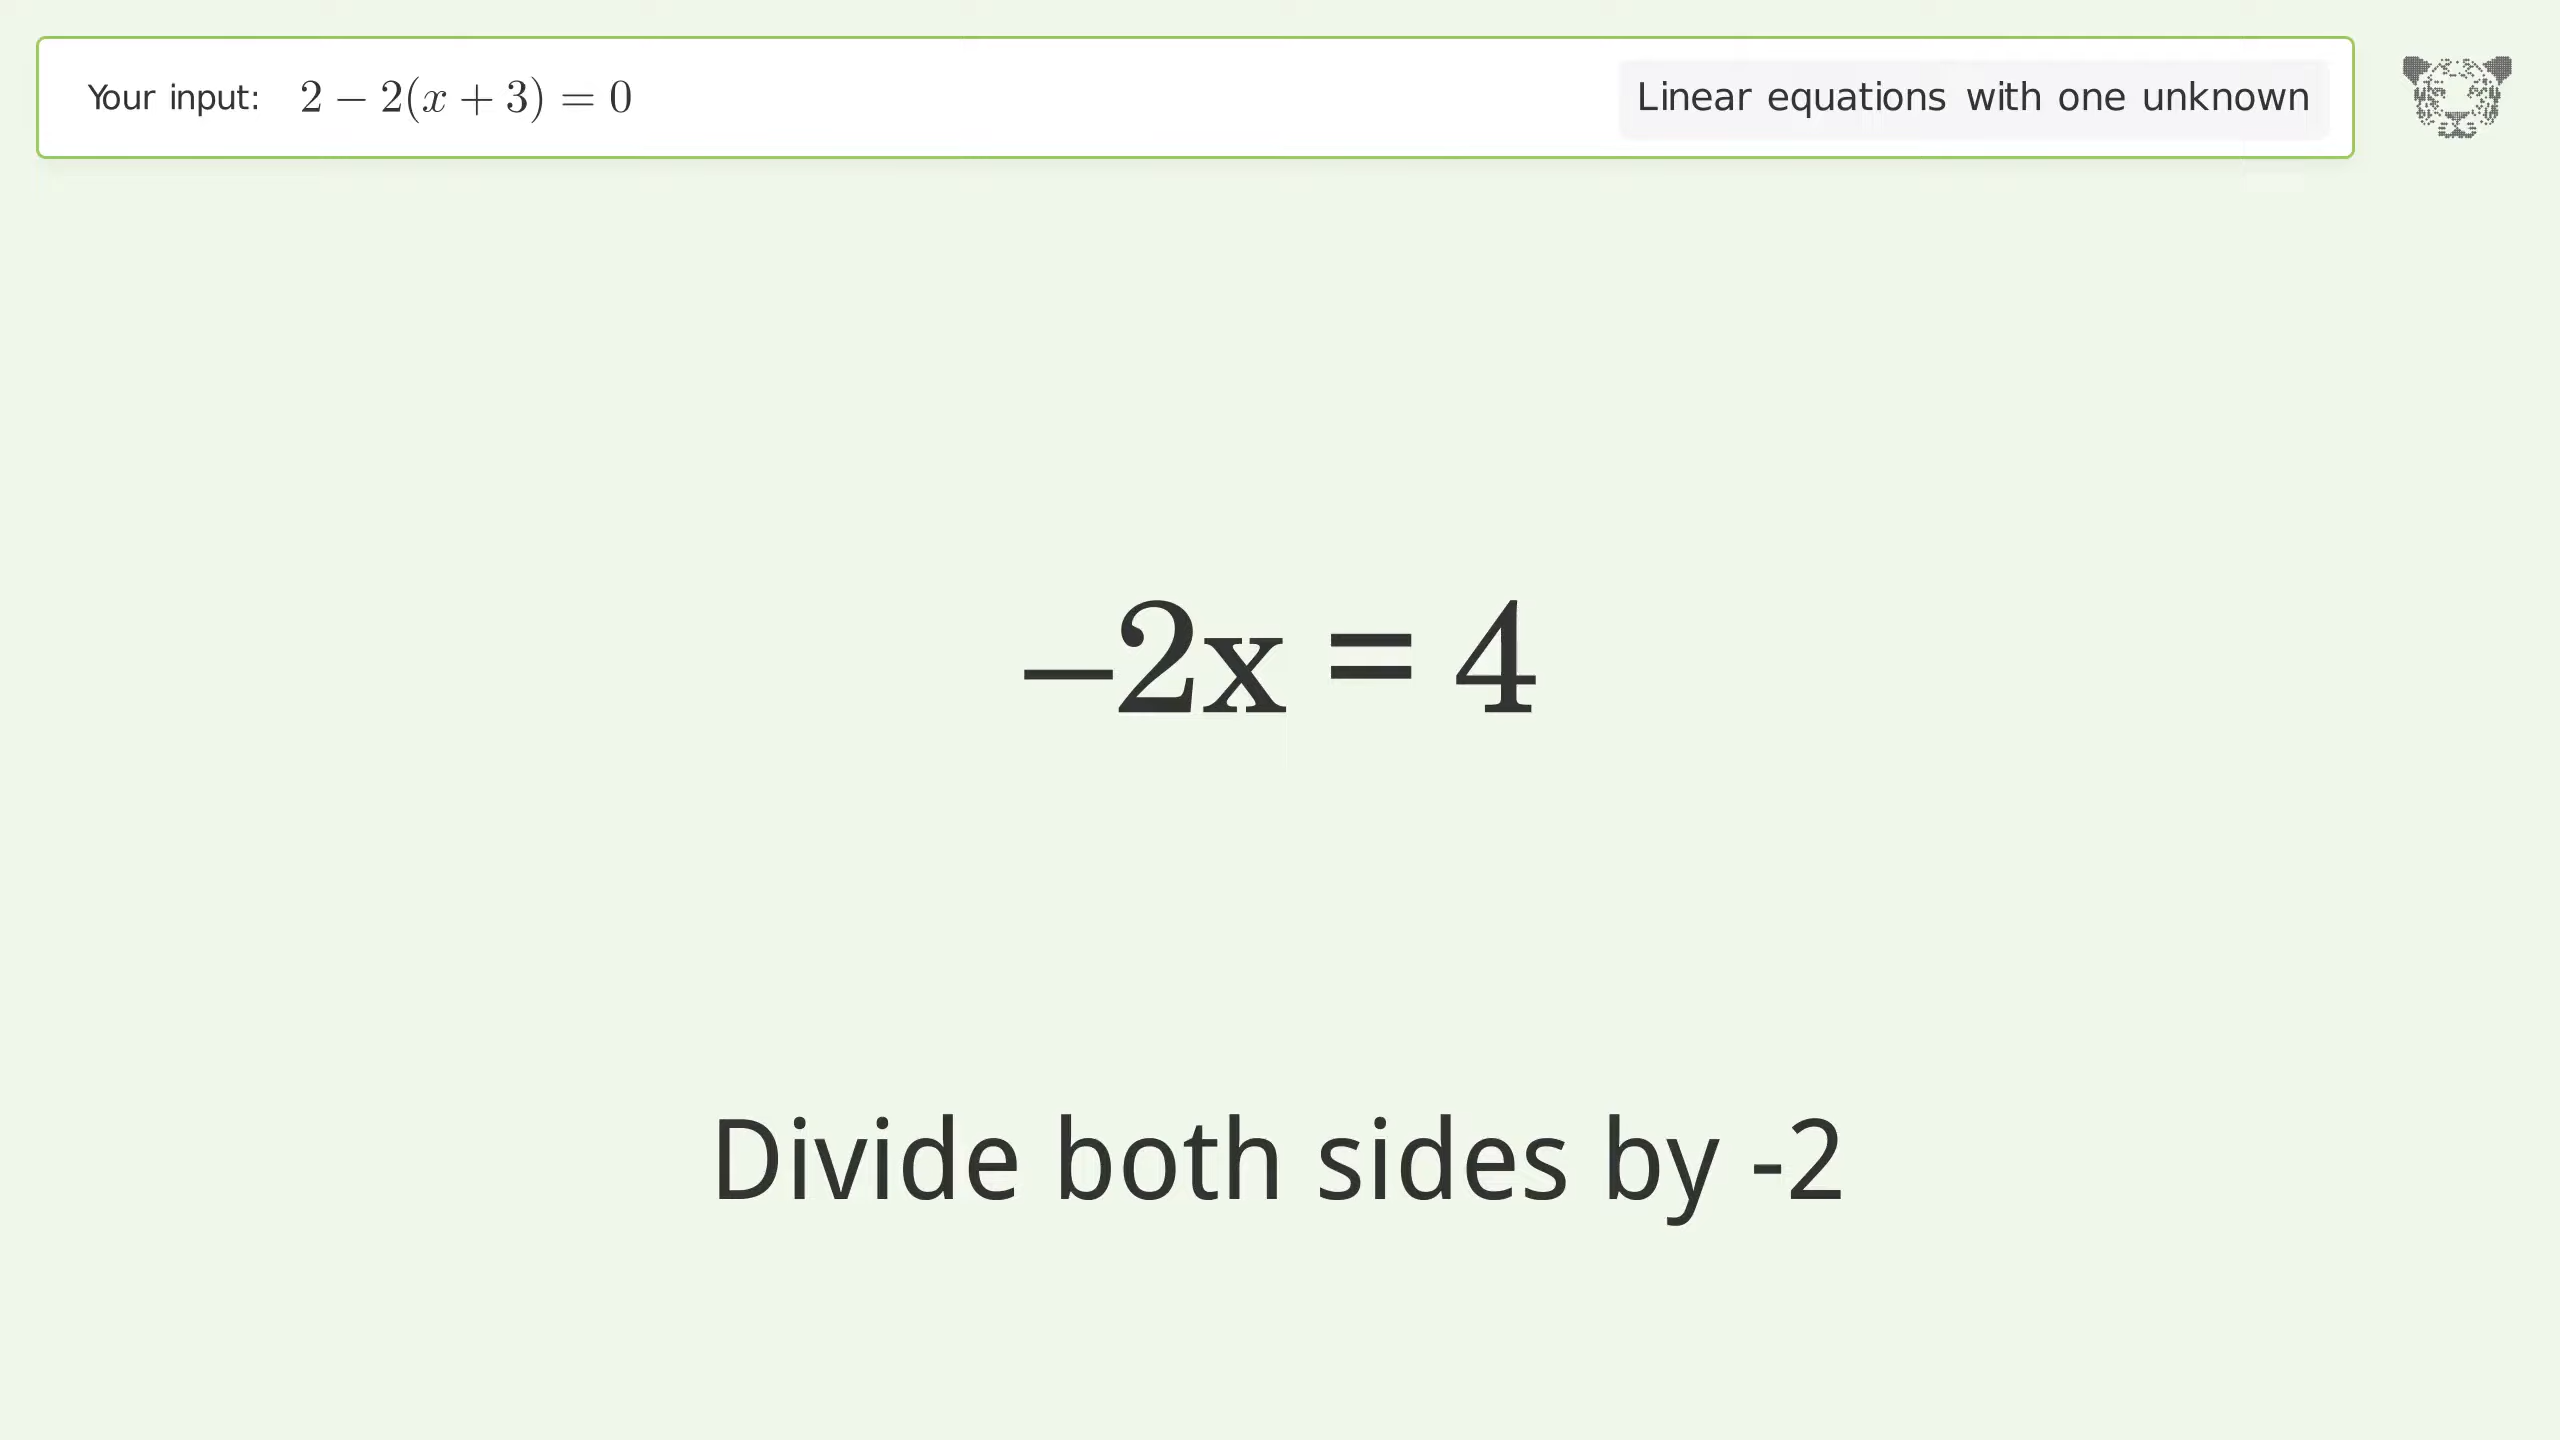 Your input: 2 − 2(x + 3) = 0
Linear equations with one unknown
–2x = 4
Divide both sides by -2